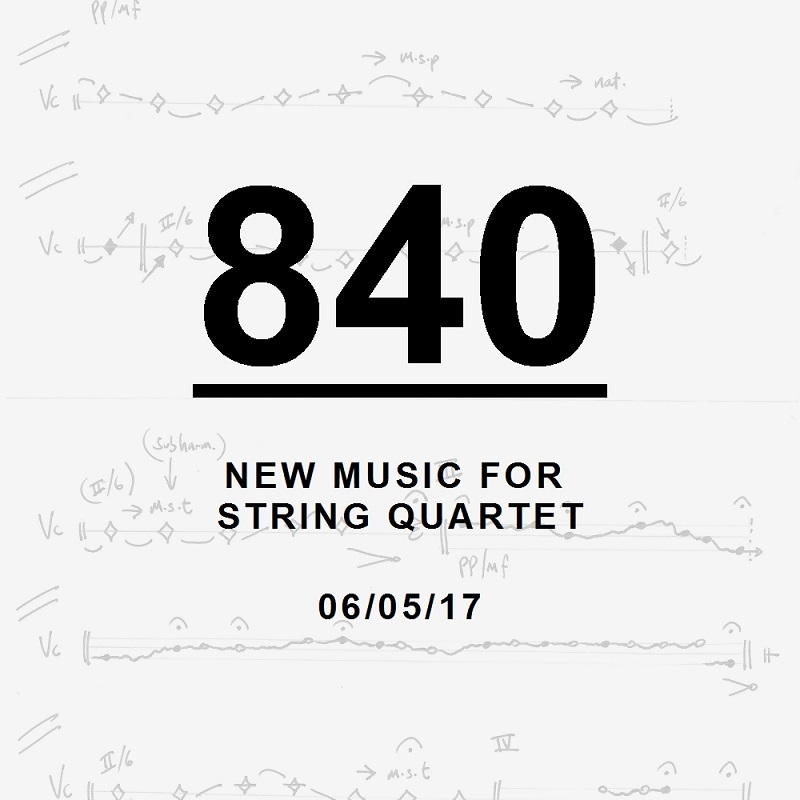 pp/mf
→ m.s.p
→ nat.
Vc
II/6
m.s.p
II/6
Vc
840
(subharm.)
(II/6)
→ m.s.t
NEW MUSIC FOR
STRING QUARTET
Vc
pp/mf
06/05/17
Vc
IV
II/6
→ m.s.t
Vc